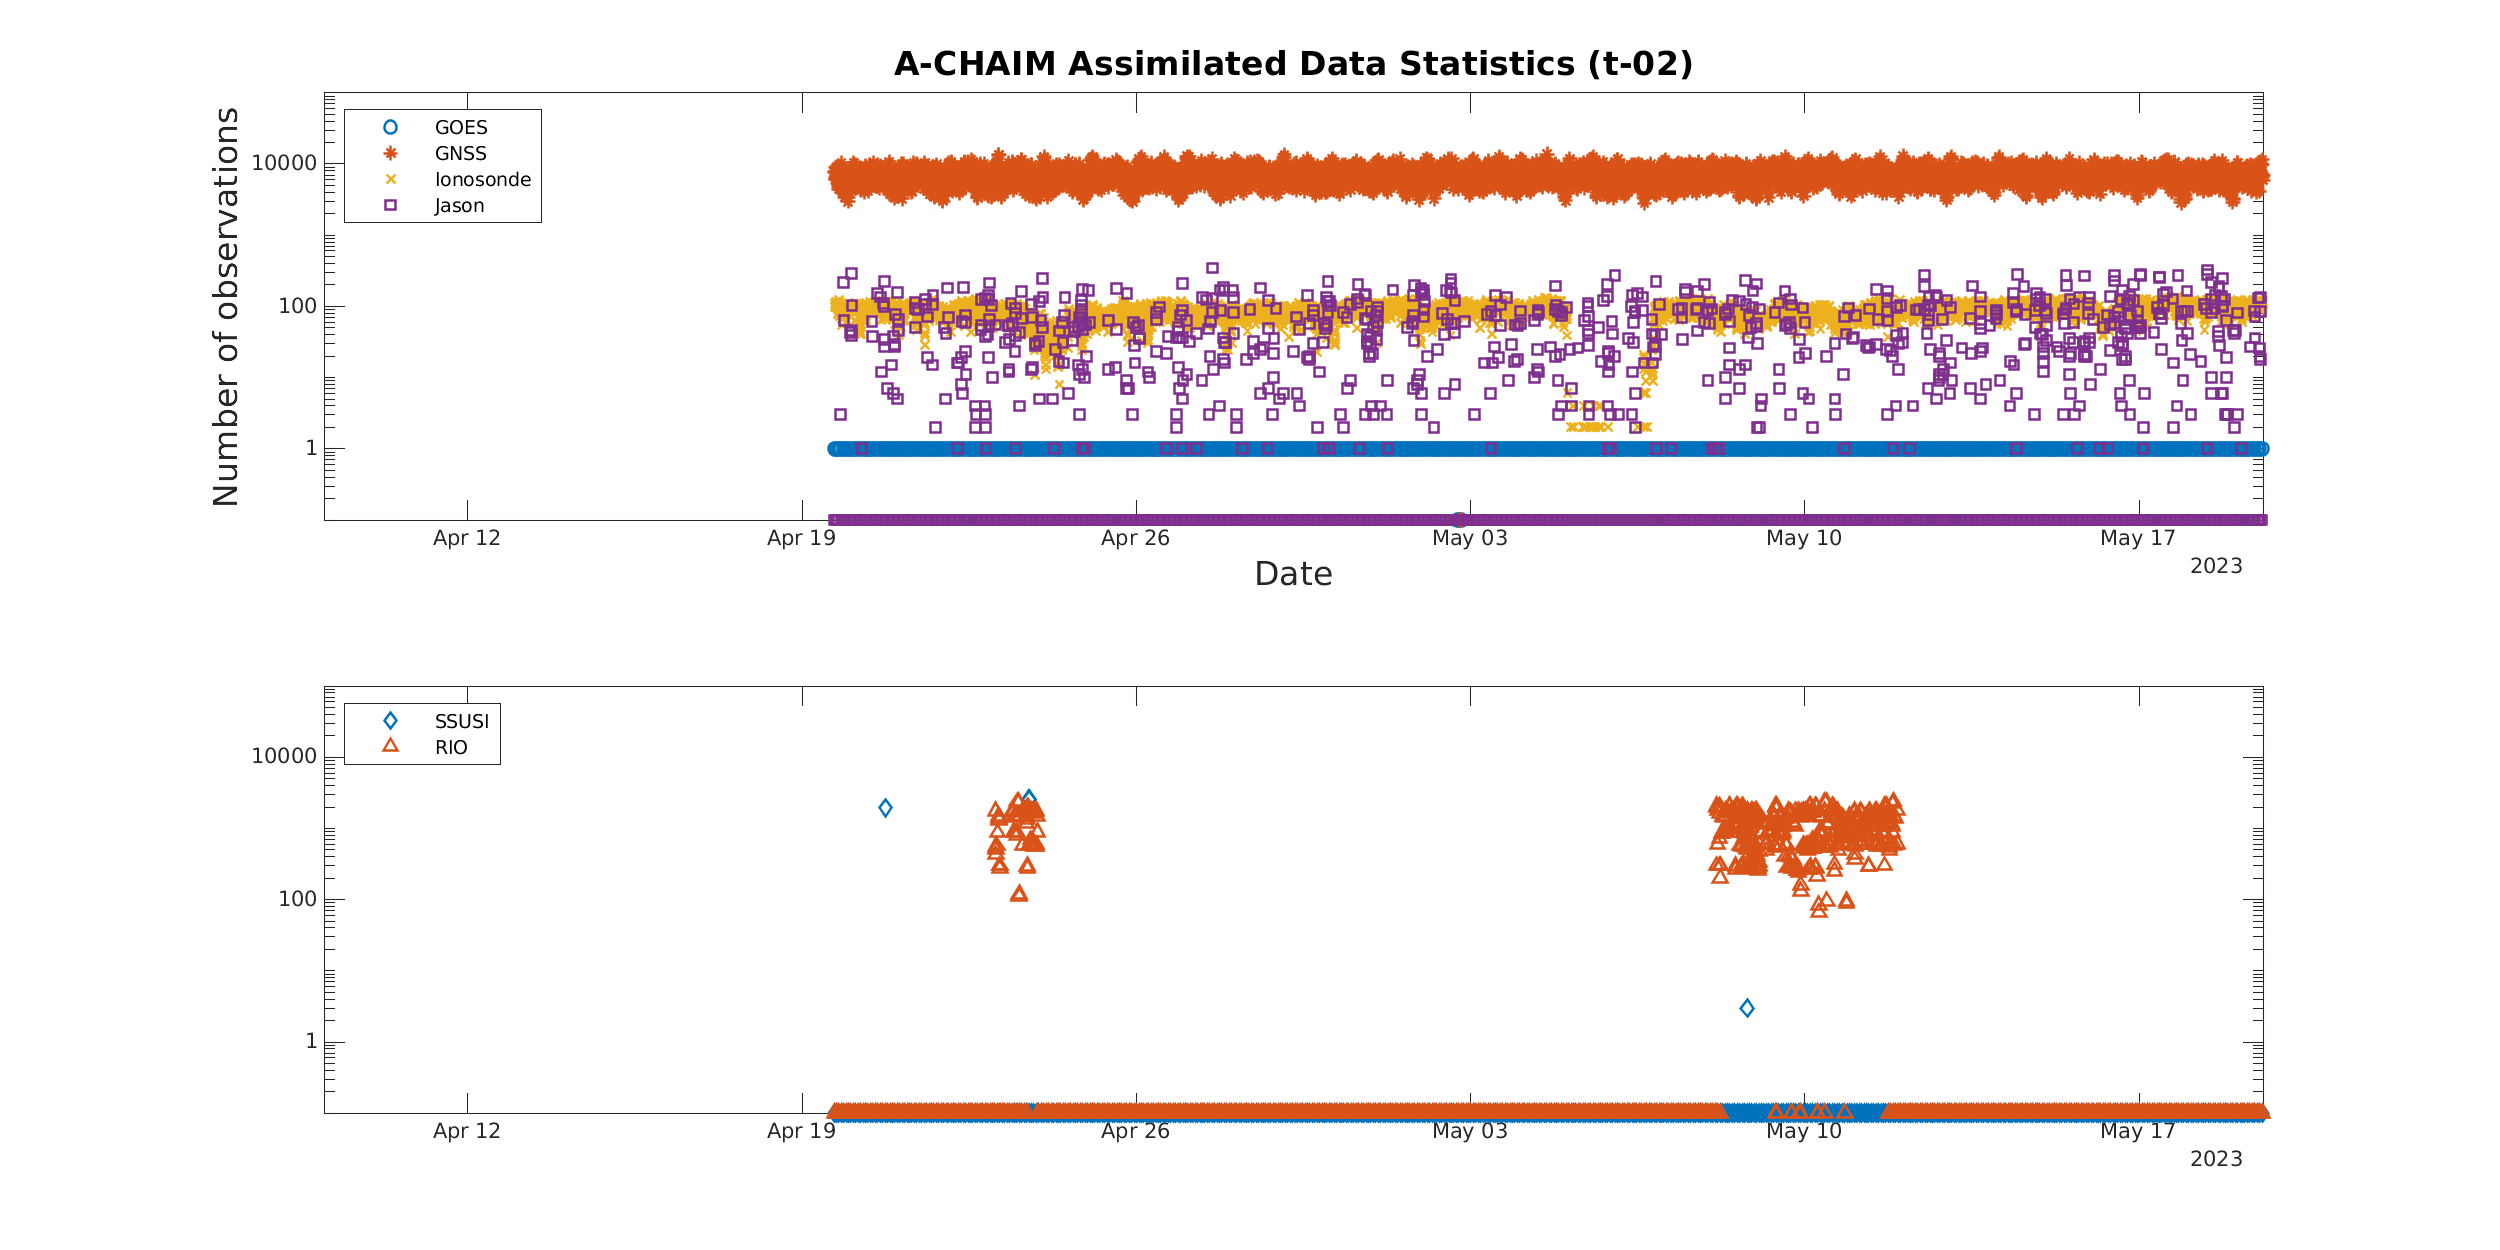 A-CHAIM Assimilated Data Statistics (t-02)
Number of observations
10000
100
1
GOES
GNSS
Ionosonde
Jason
Apr 12
Apr 19
Apr 26
May 03
May 10
May 17
2023
Date
10000
100
1
SSUSI
RIO
Apr 12
Apr 19
Apr 26
May 03
May 10
May 17
2023